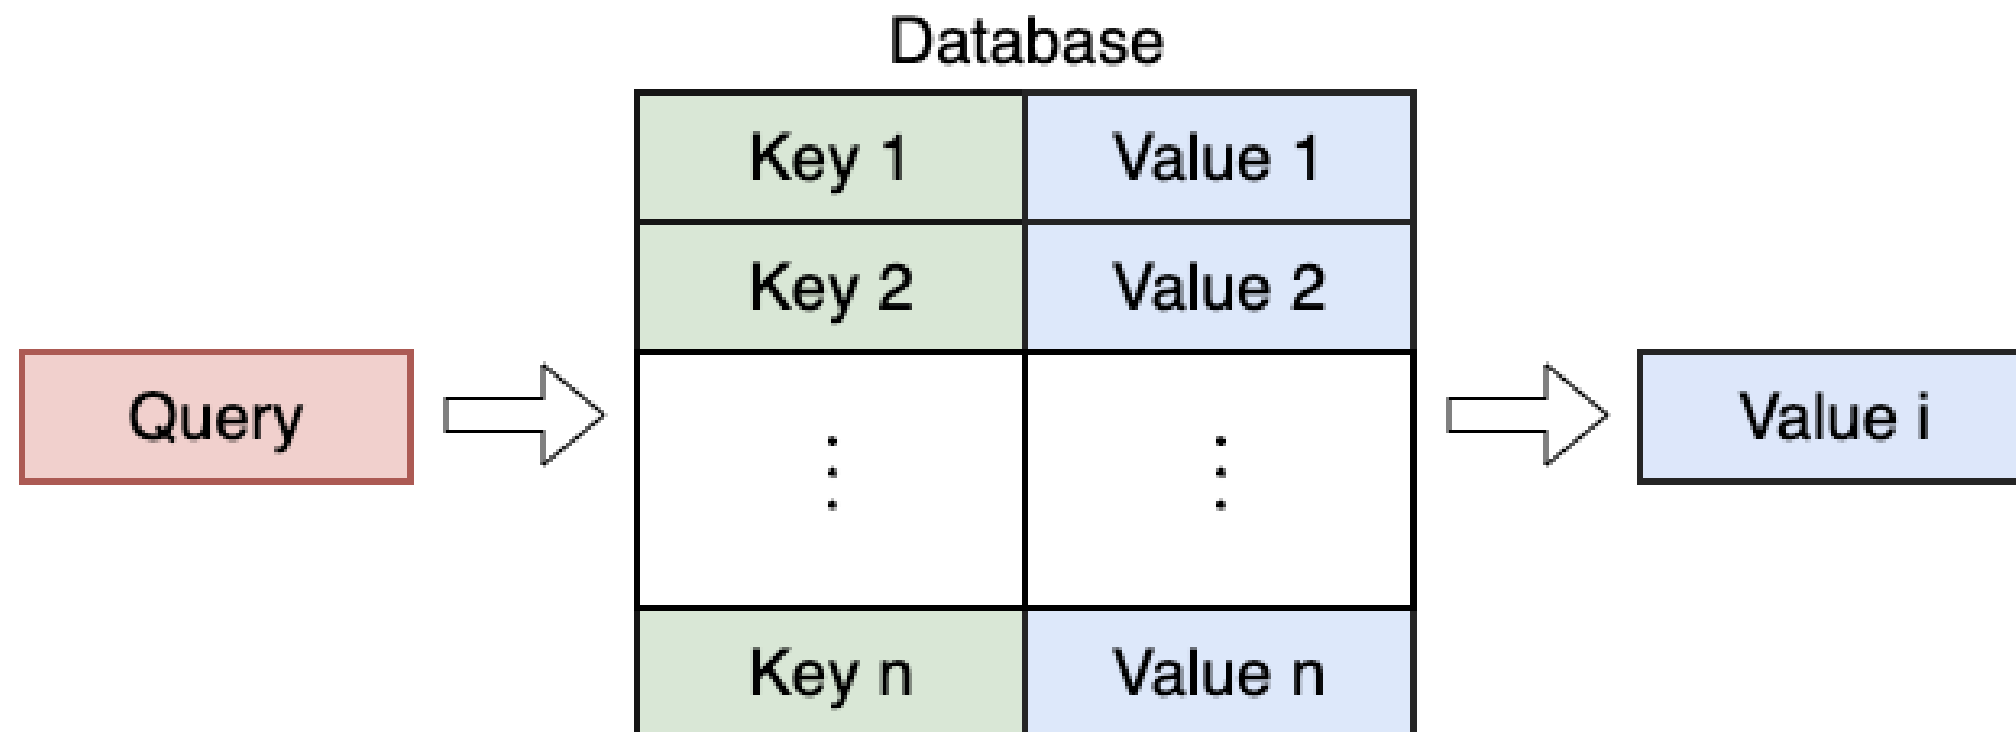 Database
Key 1 Value 1
Key 2 Value 2
Query
Value i
Key n Value n